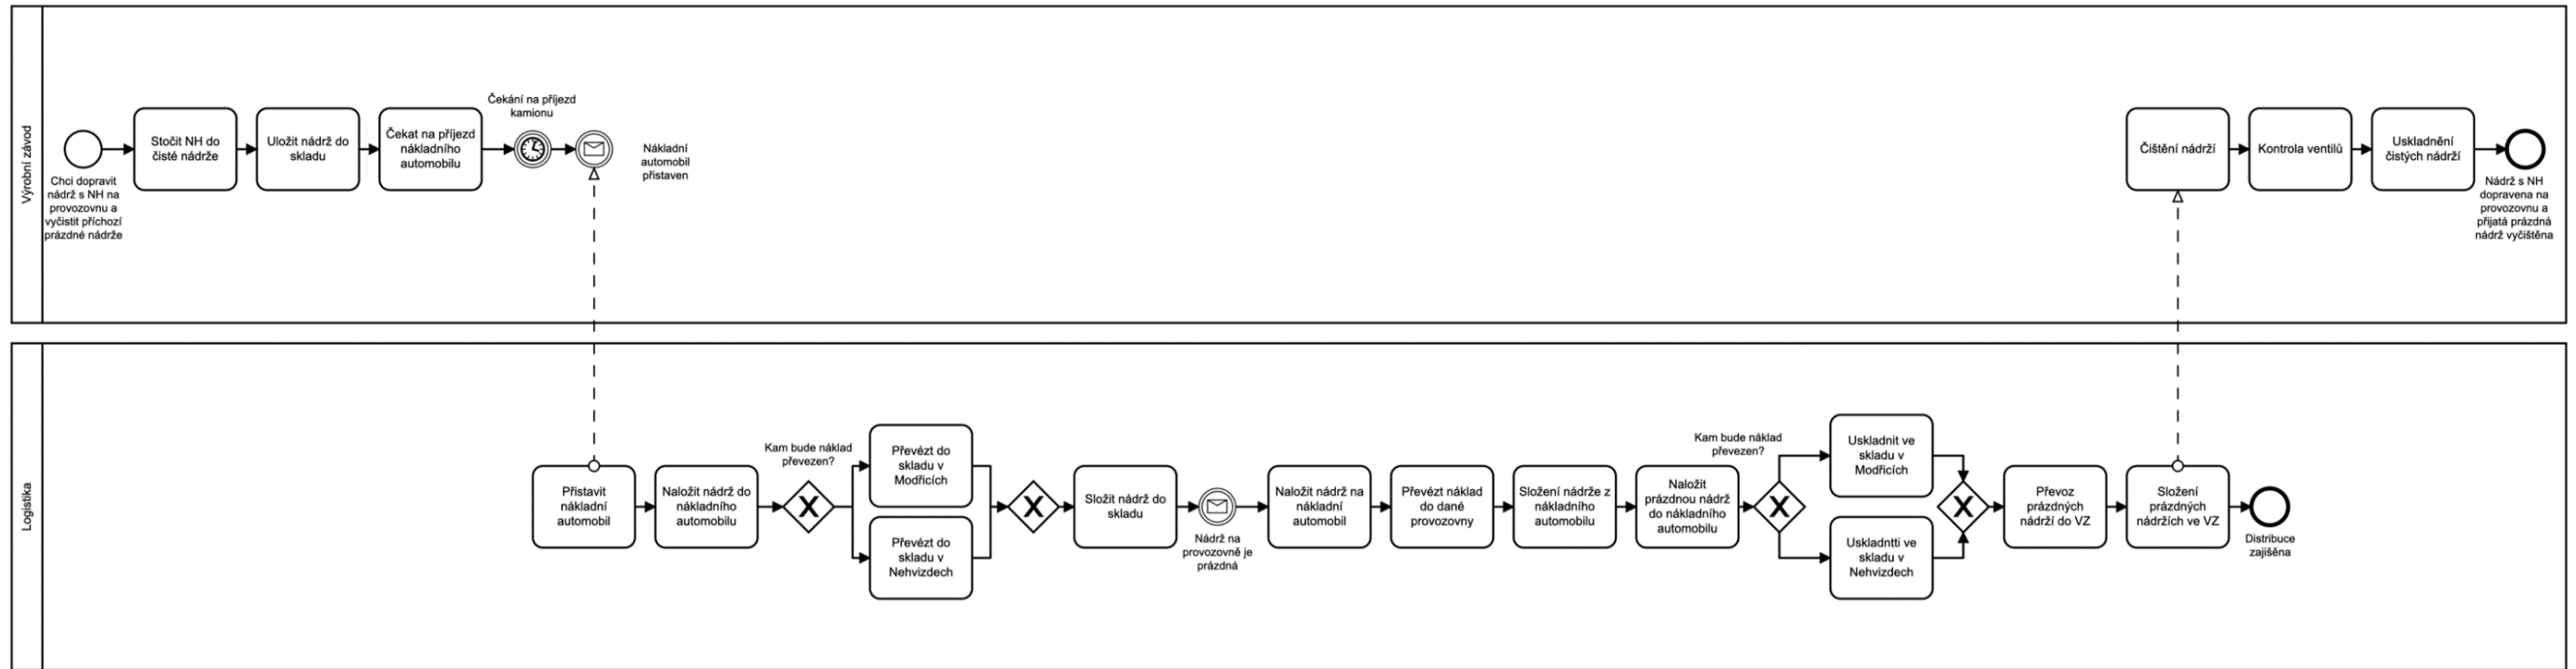 Výrobní závod
Chci dopravit
nádrž s NH na
provozovnu a
vyčistit příchozí
prázdné nádrže
Stočit NH do
čisté nádrže
Uložit nádrž do
skladu
Čekat na příjezd
nákladního
automobilu
Čekání na příjezd
kamionu
Nákladní
automobil
přistaven
Čištění nádrží
Kontrola ventilů
Uskladnění
čistých nádrží
Nádrž s NH
dopravena na
provozovnu a
přijatá prázdná
nádrž vyčištěna
Logistika
Přistavit
nákladní
automobil
Naložit nádrž do
nákladního
automobilu
Kam bude náklad
převezen?
X
Převézt do
skladu v
Modřicích
Převézt do
skladu v
Nehvizdech
X
Složit nádrž do
skladu
Nádrž na
provozovně je
prázdná
Naložit nádrž na
nákladní
automobil
Převézt náklad
do dané
provozovny
Složení nádrže z
nákladního
automobilu
Naložit
prázdnou nádrž
do nákladního
automobilu
Kam bude náklad
převezen?
X
Uskladnit ve
skladu v
Modřicích
Uskladntti ve
skladu v
Nehvizdech
X
Převoz
prázdných
nádrží do VZ
Složení
prázdných
nádržích ve VZ
Distribuce
zajišěna